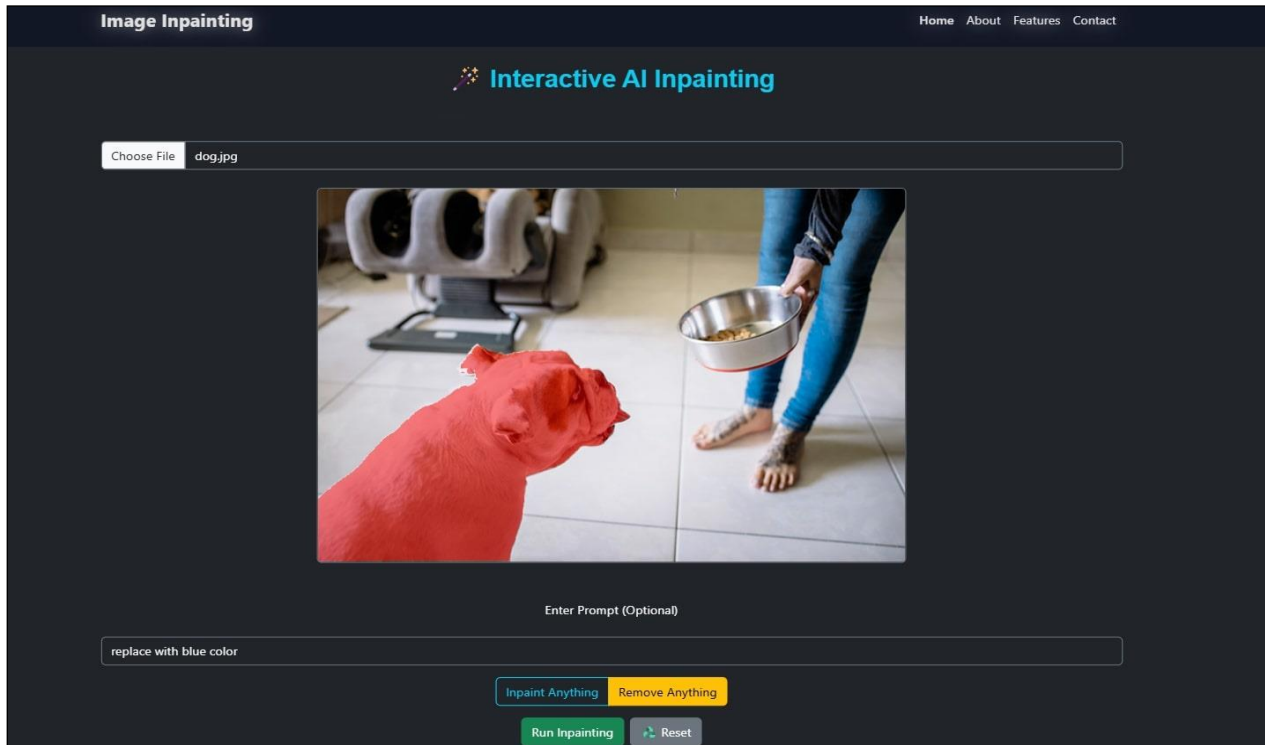 Image Inpainting
Home About Features Contact
Interactive AI Inpainting
Choose File dog.jpg
Enter Prompt (Optional)
replace with blue color
Inpaint Anything Remove Anything
Run Inpainting Reset